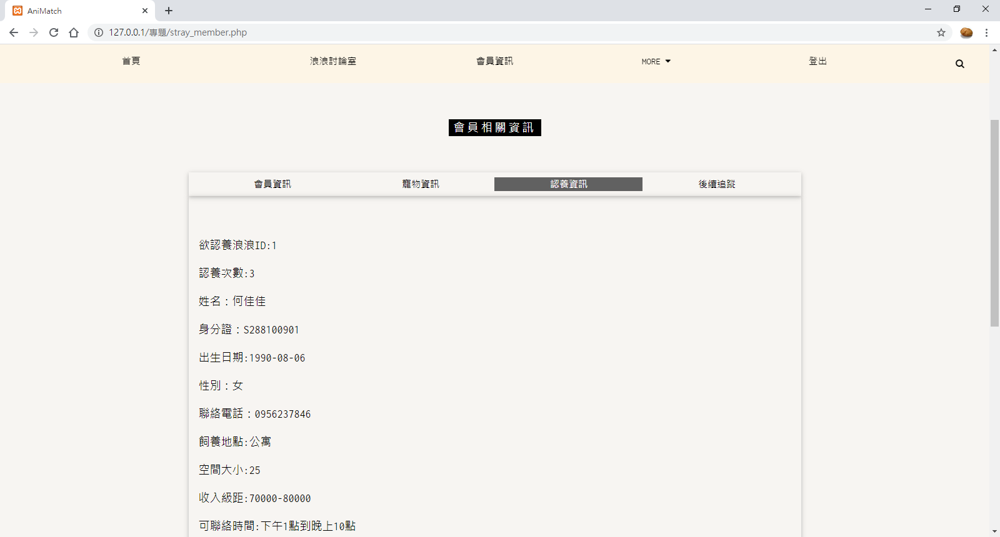 AniMatch
127.0.0.1/專題/stray_member.php
首頁 浪浪討論室 會員資訊 MORE 登出
會員相關資訊
會員資訊 寵物資訊 認養資訊 後續追蹤
欲認養浪浪ID:1
認養次數:3
姓名：何佳佳
身分證：S288100901
出生日期:1990-08-06
性別：女
聯絡電話：0956237846
飼養地點:公寓
空間大小:25
收入級距:70000-80000
可聯絡時間:下午1點到晚上10點